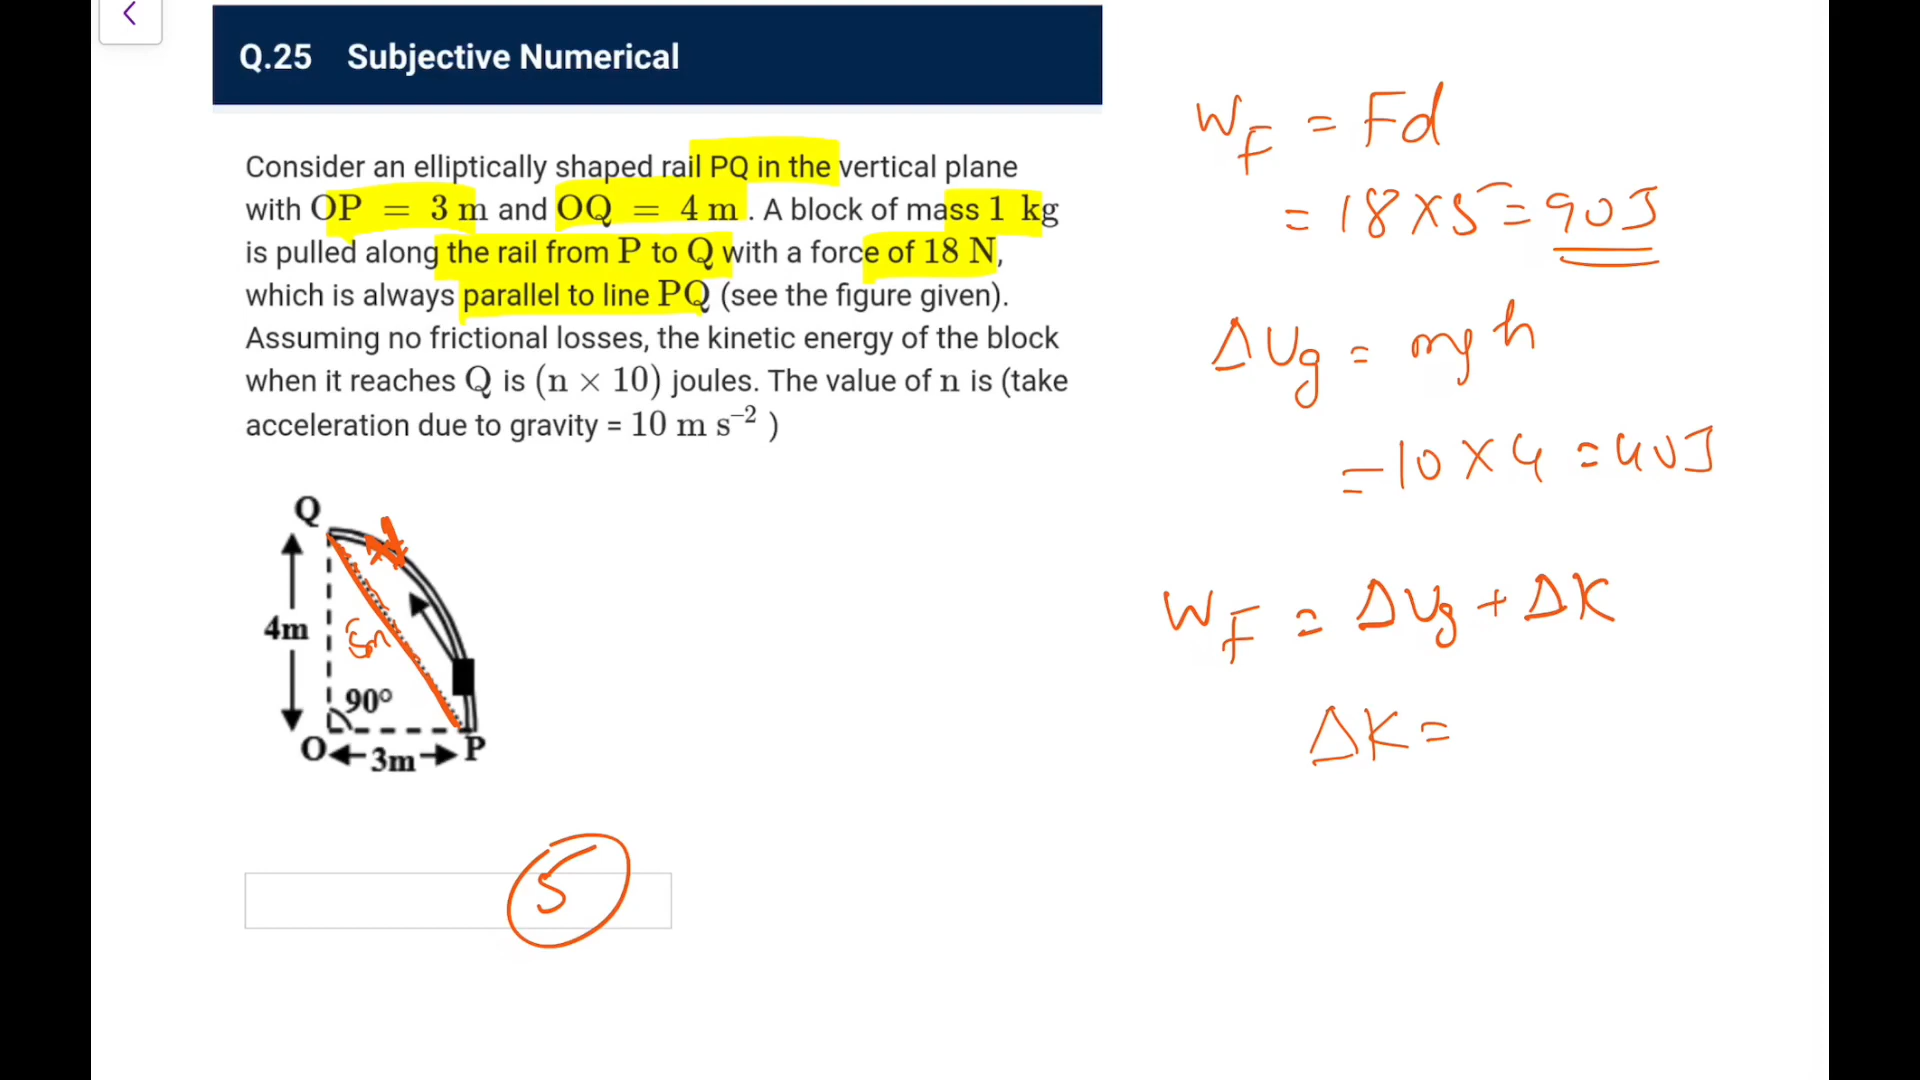 Q.25 Subjective Numerical
Consider an elliptically shaped rail PQ in the vertical plane
with OP = 3 m and OQ = 4 m . A block of mass 1 kg
is pulled along the rail from P to Q with a force of 18 N,
which is always parallel to line PQ (see the figure given).
Assuming no frictional losses, the kinetic energy of the block
when it reaches Q is (n × 10) joules. The value of n is (take
acceleration due to gravity = 10 m s⁻² )
Q
4m
5m
90°
O
3m
P
5
W_F = Fd
= 18 × 5 = 90J
ΔUg = mgh
= 10 × 4 = 40J
W_F = ΔUg + ΔK
ΔK =